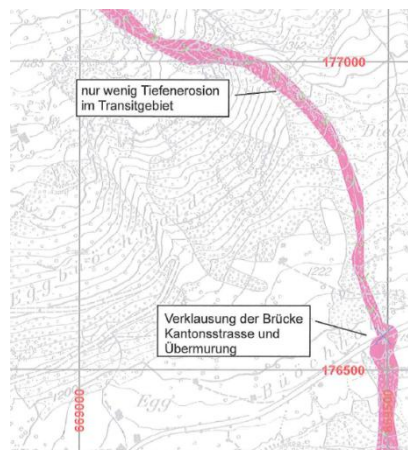 177000
nur wenig Tiefenerosion
im Transitgebiet
1222
Verklausung der Brücke
Kantonsstrasse und
Übermurung
176500
Egg
669000